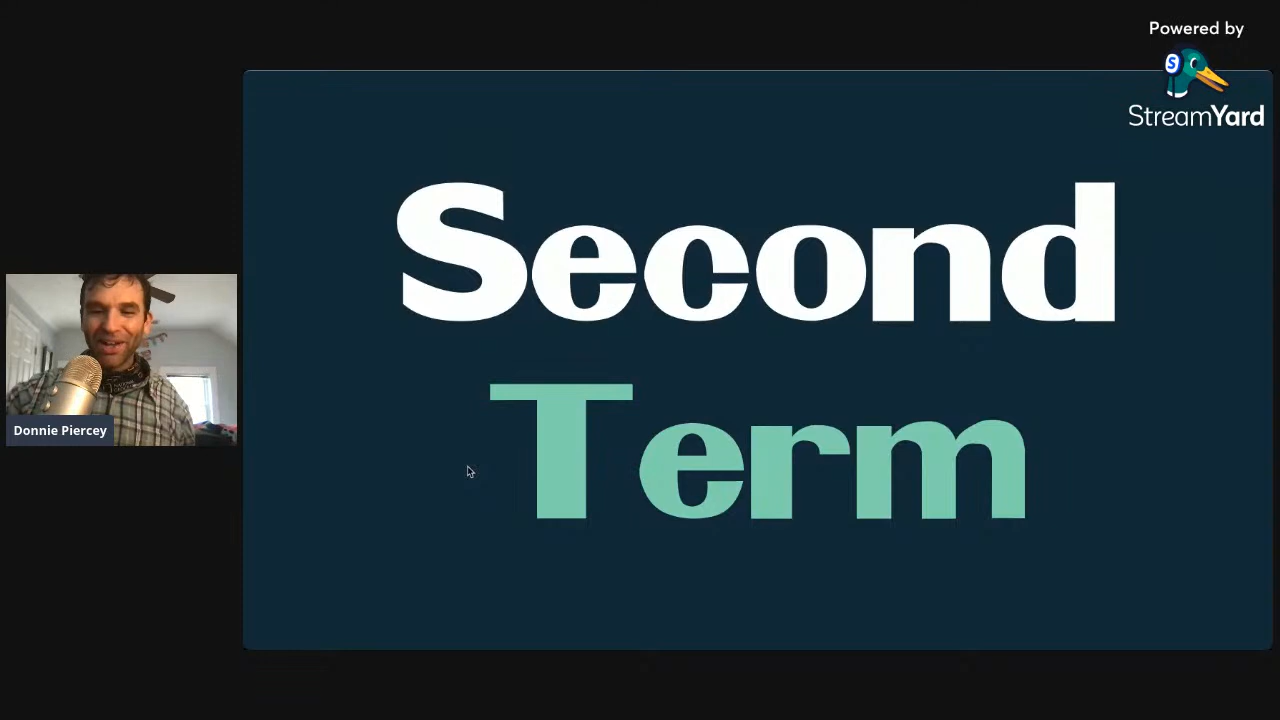 Powered by
S
StreamYard
Second
Term
Donnie Piercey